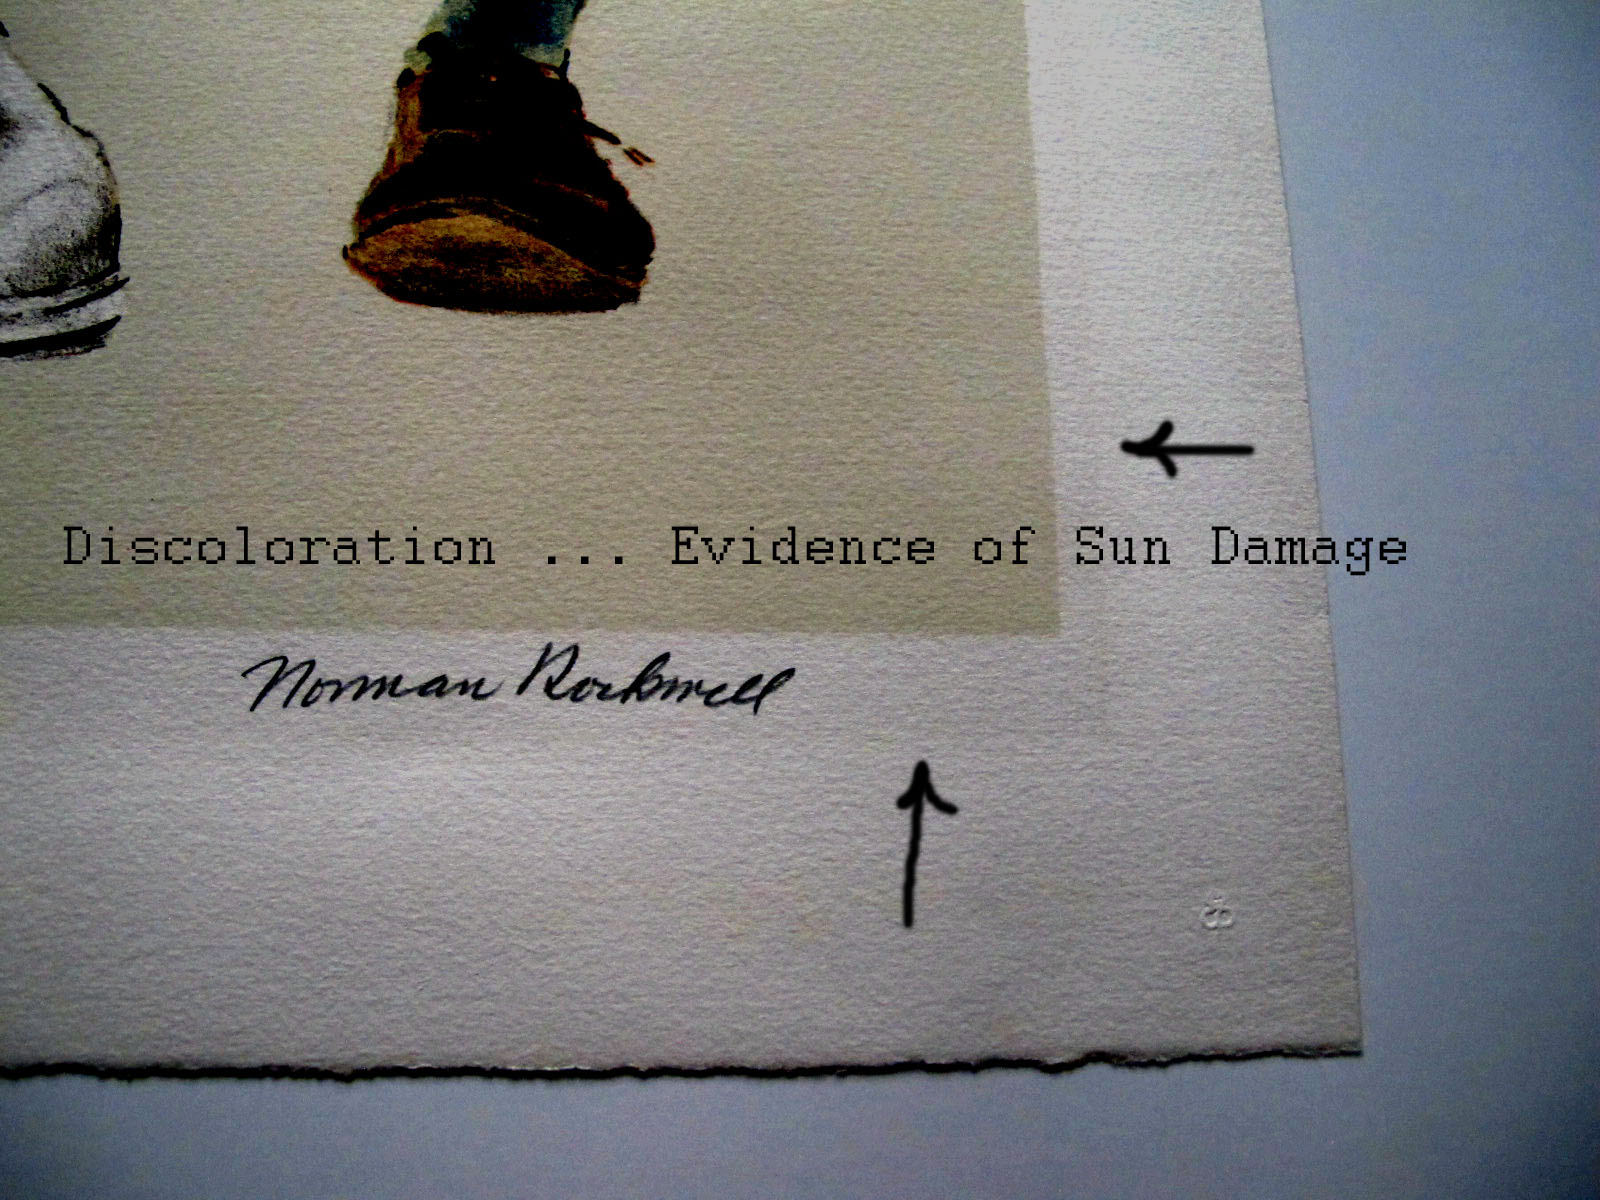 Discoloration ... Evidence of Sun Damage
Norman Rockwell